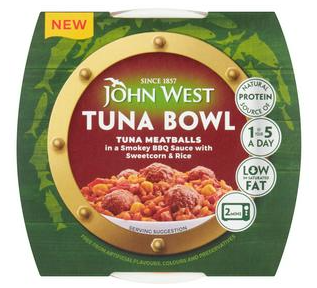 NEW
SINCE 1857
JOHN WEST
TUNA BOWL
TUNA MEATBALLS
in a Smokey BBQ Sauce with
Sweetcorn & Rice
NATURAL
SOURCE OF
PROTEIN
1 OF YOUR 5
A DAY
LOW
IN SATURATED
FAT
2 MINS
SERVING SUGGESTION
FREE FROM ARTIFICIAL FLAVOURS, COLOURS AND PRESERVATIVES